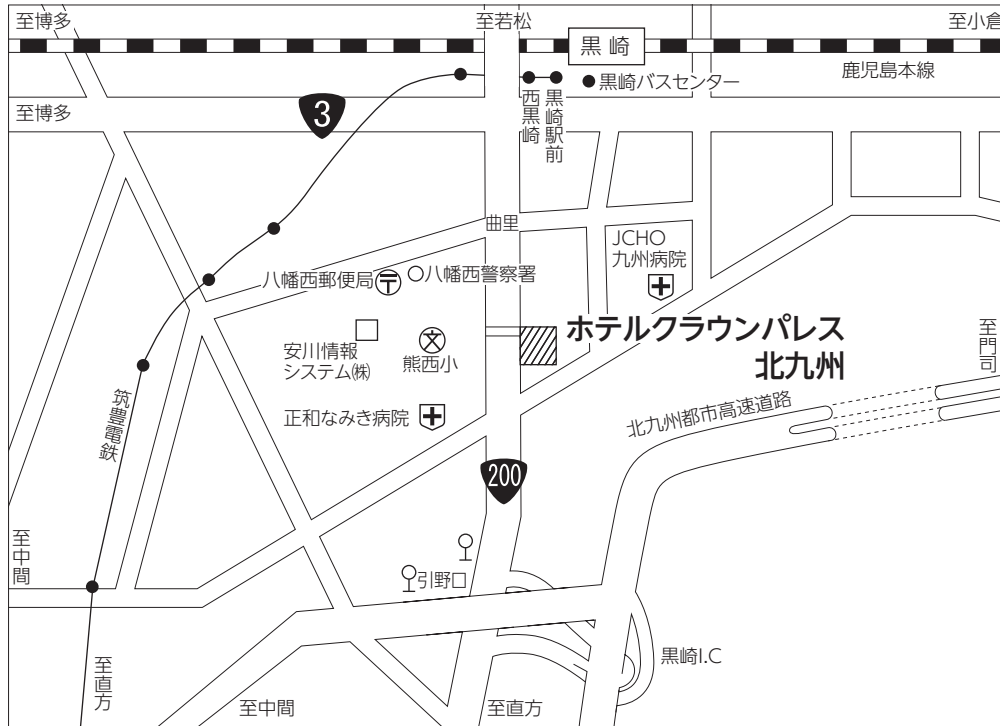 至博多
至若松
至小倉
黒崎
鹿児島本線
黒崎バスセンター
至博多
3
西黒崎
黒崎駅前
曲里
JCHO
九州病院
八幡西郵便局
八幡西警察署
ホテルクラウンパレス
北九州
至門司
安川情報
システム㈱
熊西小
文
正和なみき病院
北九州都市高速道路
筑豊電鉄
200
至中間
引野口
至直方
黒崎I.C
至中間
至直方